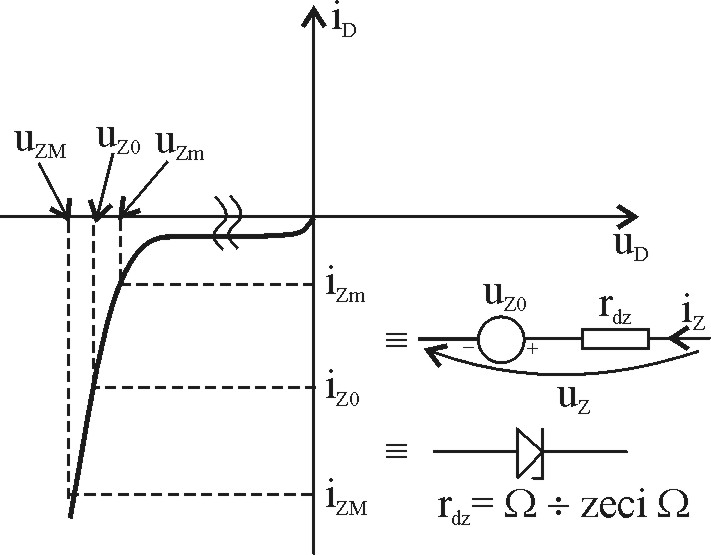 i_D
u_ZM u_Z0 u_Zm
u_D
i_Zm
u_Z0 r_dz i_Z
≡
− +
i_Z0
u_Z
≡
i_ZM
r_dz= Ω ÷ zeci Ω